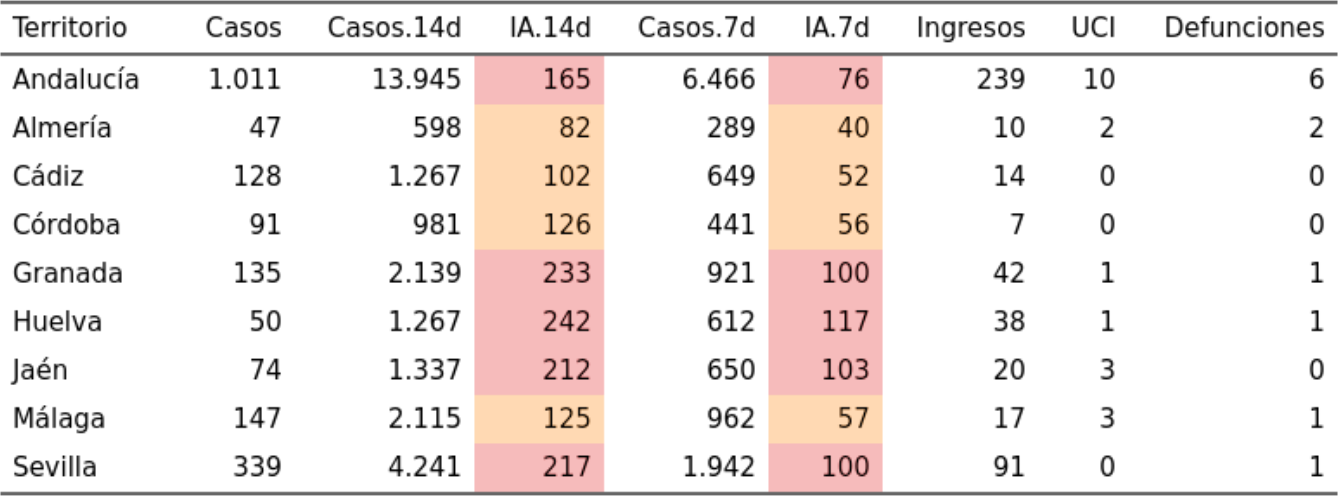 Territorio Casos Casos.14d IA.14d Casos.7d IA.7d Ingresos UCI Defunciones
Andalucía 1.011 13.945 165 6.466 76 239 10 6
Almería 47 598 82 289 40 10 2 2
Cádiz 128 1.267 102 649 52 14 0 0
Córdoba 91 981 126 441 56 7 0 0
Granada 135 2.139 233 921 100 42 1 1
Huelva 50 1.267 242 612 117 38 1 1
Jaén 74 1.337 212 650 103 20 3 0
Málaga 147 2.115 125 962 57 17 3 1
Sevilla 339 4.241 217 1.942 100 91 0 1